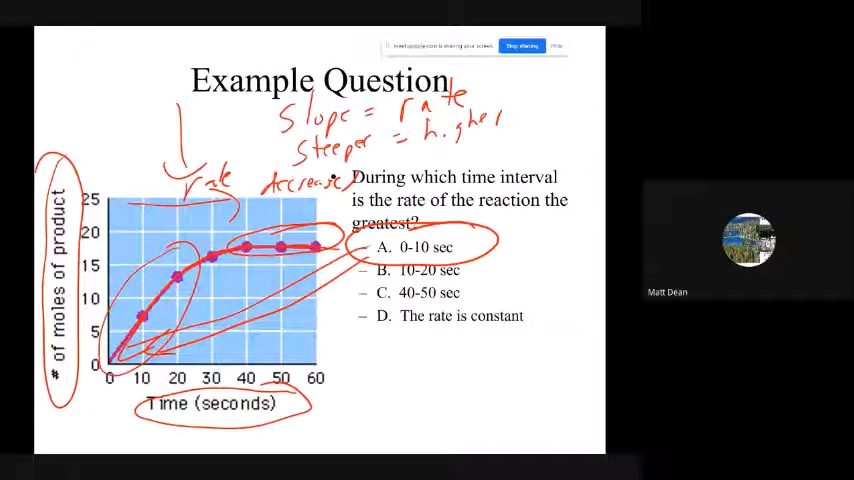 meet.google.com is sharing your screen. Stop sharing Hide
Example Question
slope = rate
steeper = higher
rate decreases
During which time interval
is the rate of the reaction the
greatest?
– A. 0-10 sec
– B. 10-20 sec
– C. 40-50 sec
– D. The rate is constant
# of moles of product
25
20
15
10
5
0
0 10 20 30 40 50 60
Time (seconds)
Matt Dean